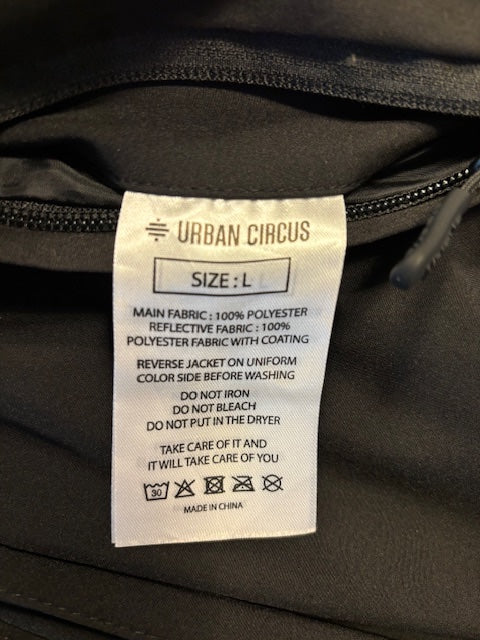 URBAN CIRCUS
SIZE : L
MAIN FABRIC : 100% POLYESTER
REFLECTIVE FABRIC : 100%
POLYESTER FABRIC WITH COATING
REVERSE JACKET ON UNIFORM
COLOR SIDE BEFORE WASHING
DO NOT IRON
DO NOT BLEACH
DO NOT PUT IN THE DRYER
TAKE CARE OF IT AND
IT WILL TAKE CARE OF YOU
30
MADE IN CHINA